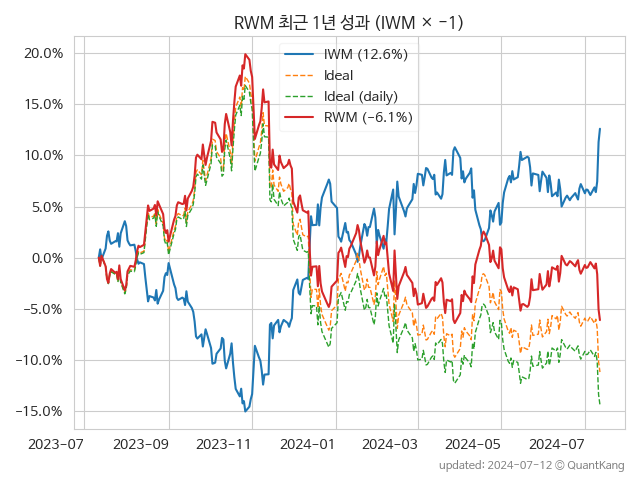 RWM 최근 1년 성과 (IWM × −1)
IWM (12.6%)
Ideal
Ideal (daily)
RWM (−6.1%)
20.0%
15.0%
10.0%
5.0%
0.0%
−5.0%
−10.0%
−15.0%
2023-07 2023-09 2023-11 2024-01 2024-03 2024-05 2024-07
updated: 2024-07-12 © QuantKang